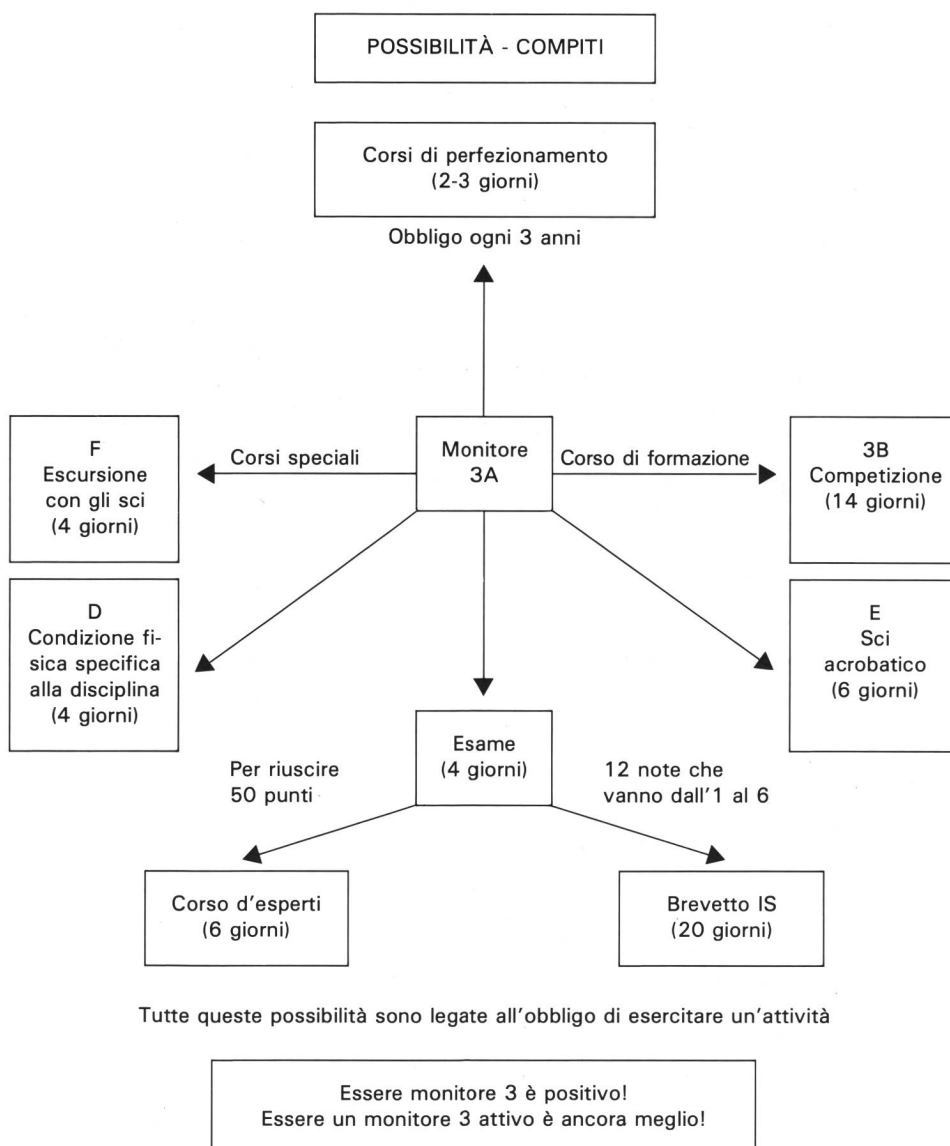 POSSIBILITÀ - COMPITI
Corsi di perfezionamento
(2-3 giorni)
Obbligo ogni 3 anni
F
Escursione
con gli sci
(4 giorni)
Corsi speciali
Monitore
3A
Corso di formazione
3B
Competizione
(14 giorni)
D
Condizione fi-
sica specifica
alla disciplina
(4 giorni)
E
Sci
acrobatico
(6 giorni)
Esame
(4 giorni)
Per riuscire
50 punti
12 note che
vanno dall'1 al 6
Corso d'esperti
(6 giorni)
Brevetto IS
(20 giorni)
Tutte queste possibilità sono legate all'obbligo di esercitare un'attività
Essere monitore 3 è positivo!
Essere un monitore 3 attivo è ancora meglio!